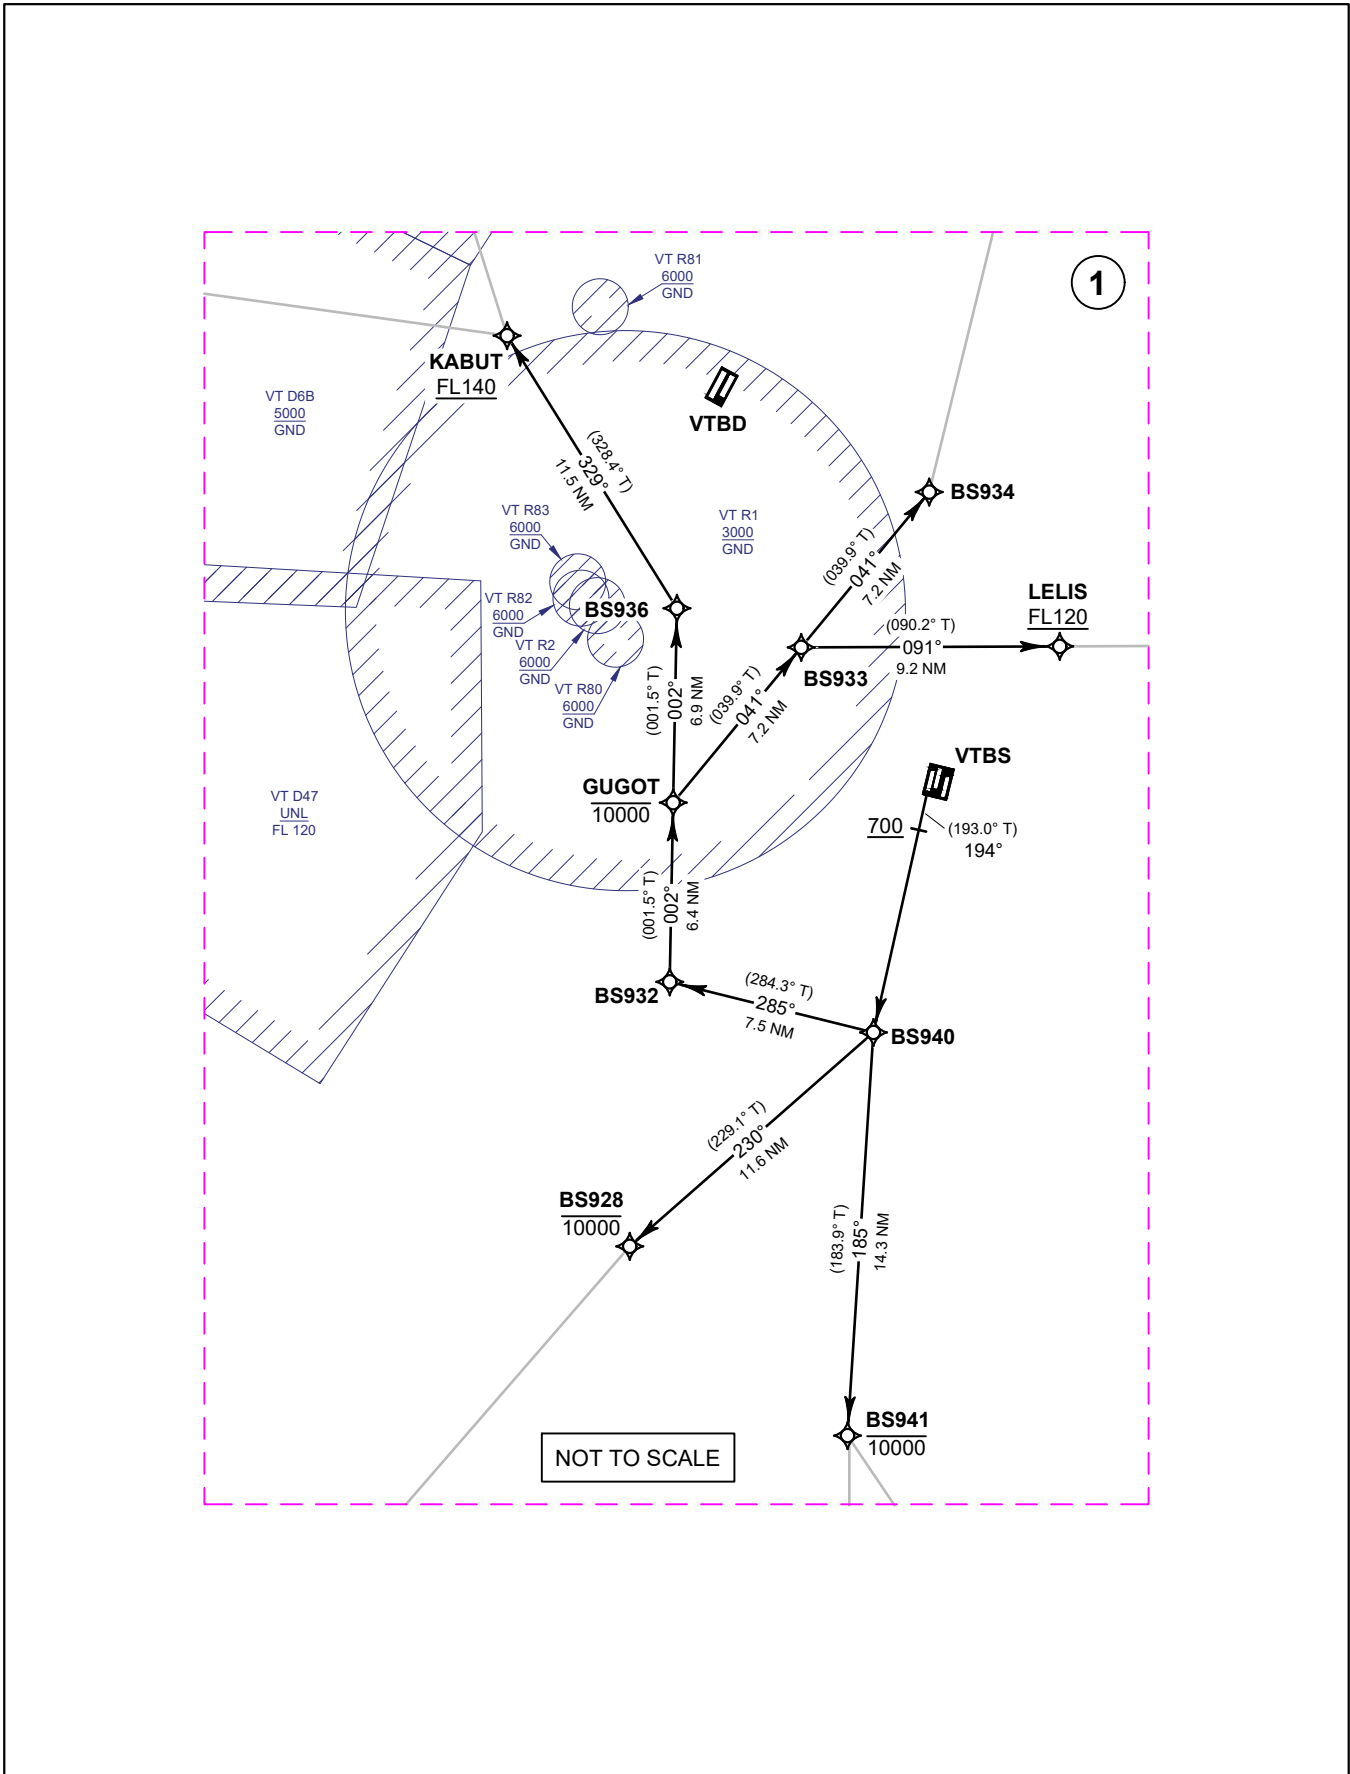 VT R81
6000
GND
1
KABUT
FL140
VT D6B
5000
GND
VTBD
(328.4° T)
329°
11.5 NM
BS934
VT R83
6000
GND
VT R1
3000
GND
(039.9° T)
041°
7.2 NM
VT R82
6000
GND
BS936
LELIS
FL120
(090.2° T)
091°
9.2 NM
VT R2
6000
GND
BS933
VT R80
6000
GND
(001.5° T)
002°
6.9 NM
(039.9° T)
041°
7.2 NM
VTBS
GUGOT
10000
VT D47
UNL
FL 120
700
(193.0° T)
194°
(001.5° T)
002°
6.4 NM
BS932
(284.3° T)
285°
7.5 NM
BS940
(229.1° T)
230°
11.6 NM
BS928
10000
(183.9° T)
185°
14.3 NM
BS941
10000
NOT TO SCALE